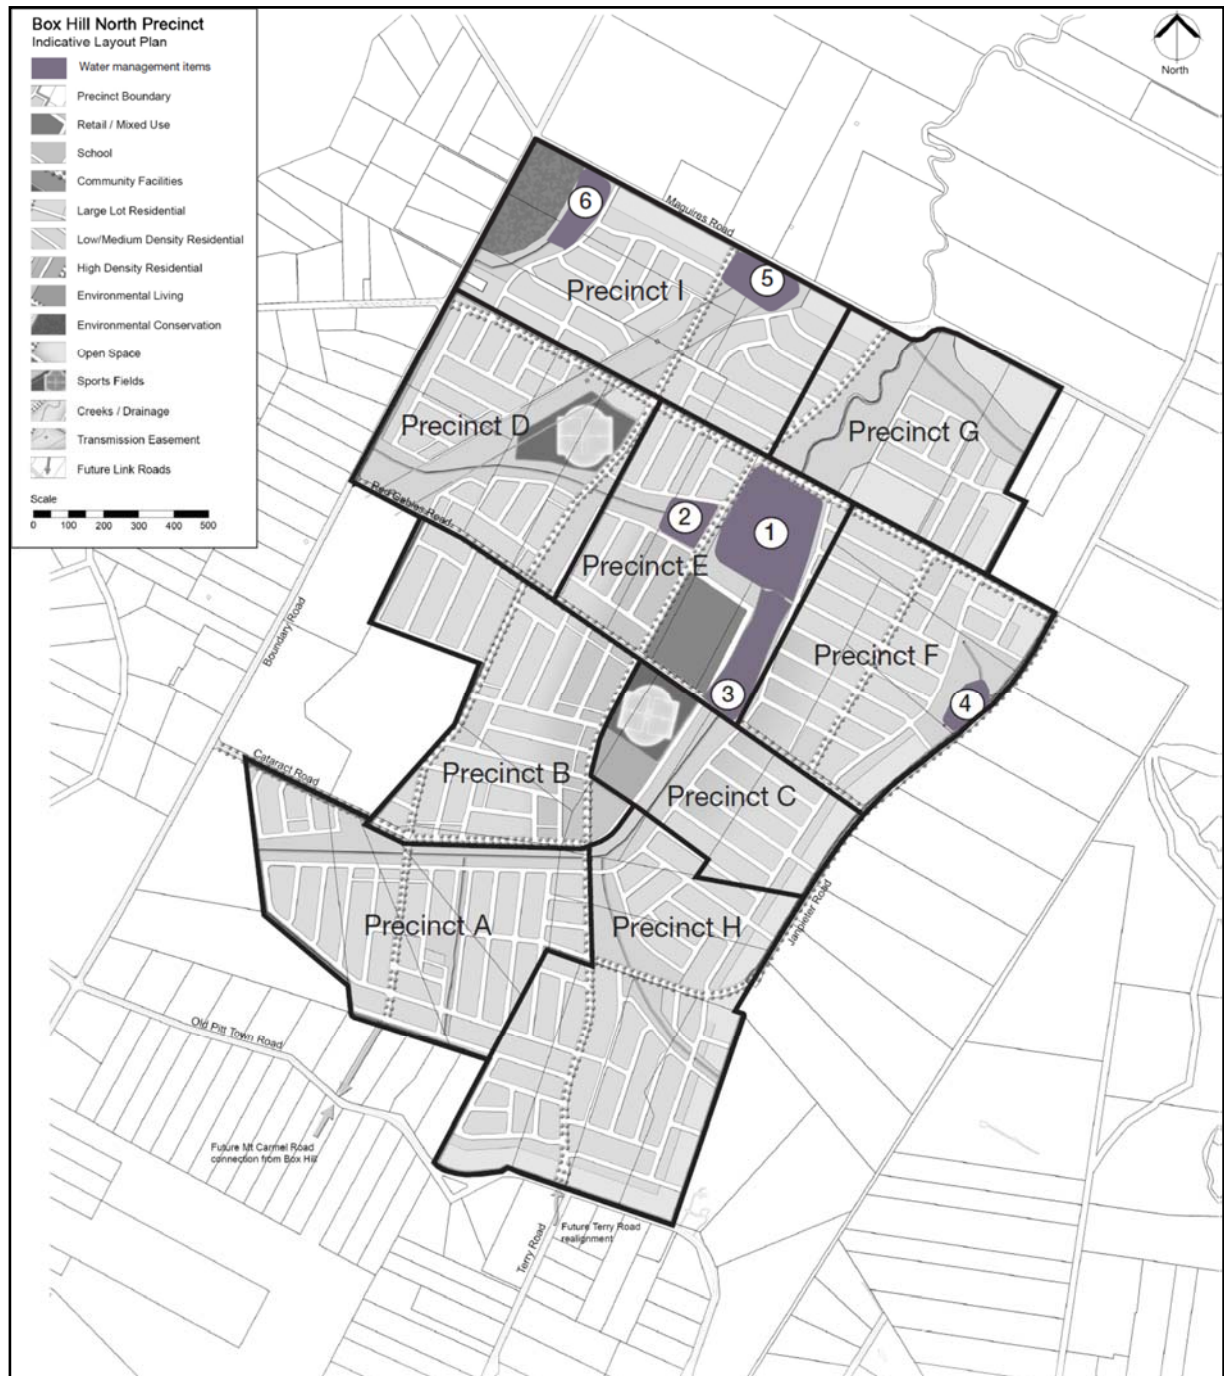 Box Hill North Precinct
Indicative Layout Plan
Water management items
Precinct Boundary
Retail / Mixed Use
School
Community Facilities
Large Lot Residential
Low/Medium Density Residential
High Density Residential
Environmental Living
Environmental Conservation
Open Space
Sports Fields
Creeks / Drainage
Transmission Easement
Future Link Roads
Scale
0 100 200 300 400 500
North
6
Maguires Road
5
Precinct I
Precinct D
Precinct G
Red Gables Road
2
1
Precinct E
Boundary Road
Precinct F
3
4
Cataract Road
Precinct B
Precinct C
Precinct A
Precinct H
Janpieter Road
Old Pitt Town Road
Future Mt Carmel Road
connection from Box Hill
Terry Road
Future Terry Road
realignment